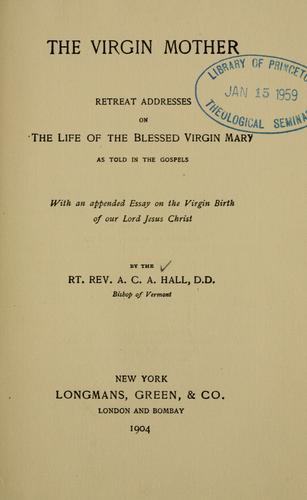 THE VIRGIN MOTHER
LIBRARY OF PRINCETO
JAN 15 1959
THEOLOGICAL SEMINA
RETREAT ADDRESSES
ON
THE LIFE OF THE BLESSED VIRGIN MARY
AS TOLD IN THE GOSPELS
With an appended Essay on the Virgin Birth
of our Lord Jesus Christ
BY THE
RT. REV. A. C. A. HALL, D.D.
Bishop of Vermont
NEW YORK
LONGMANS, GREEN, & CO.
LONDON AND BOMBAY
1904